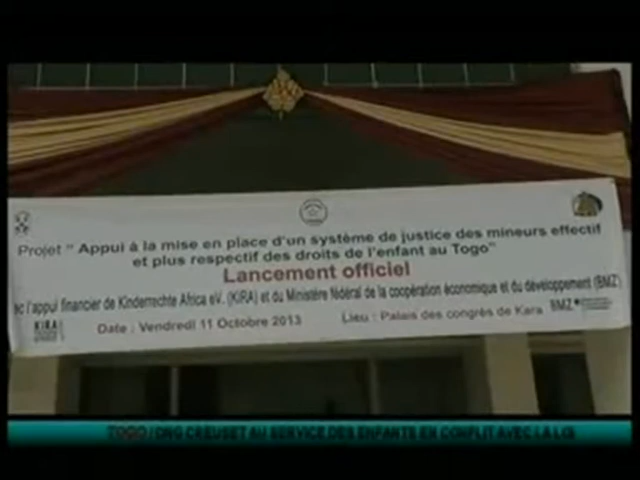 Projet " Appui à la mise en place d'un système de justice des mineurs effectif
et plus respectif des droits de l'enfant au Togo"
Lancement officiel
ec l'appui financier de Kinderrechte Africa eV. (KIRA) et du Ministère fédéral de la coopération économique et du développement (BMZ)
KIRA
Date : Vendredi 11 Octobre 2013
Lieu : Palais des congrès de Kara
BMZ
TOGO / ONG CREUSET AU SERVICE DES ENFANTS EN CONFLIT AVEC LA LOI